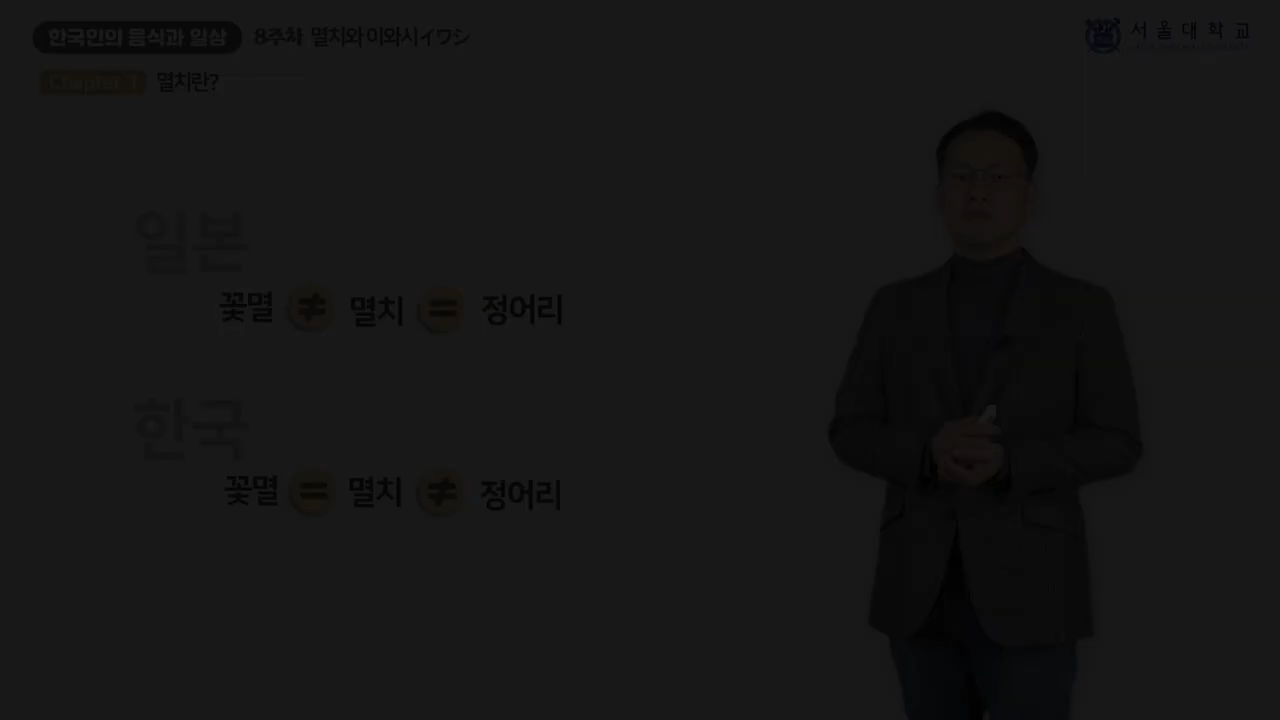 한국인의 음식과 일상 8주차 멸치와 이와시イワシ
서울대학교
Chapter 1 멸치란?
일본
꽃멸 ≠ 멸치 = 정어리
한국
꽃멸 = 멸치 ≠ 정어리